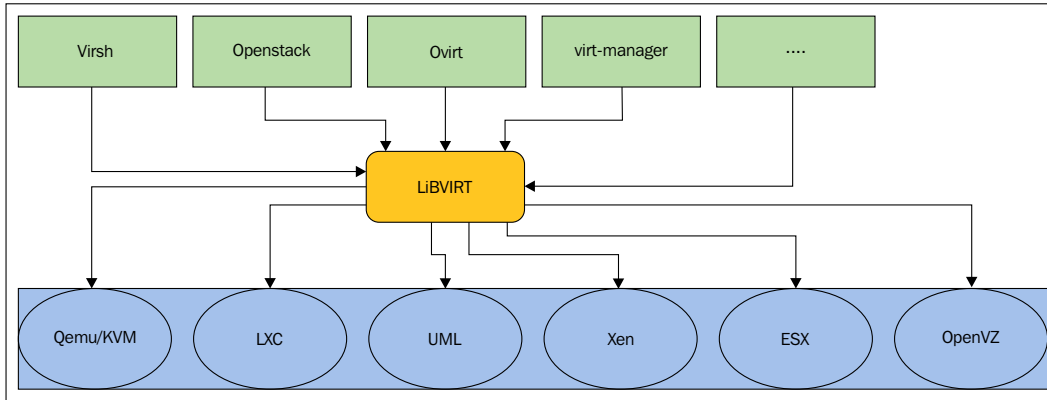 Virsh
Openstack
Ovirt
virt-manager
....
LiBVIRT
Qemu/KVM
LXC
UML
Xen
ESX
OpenVZ